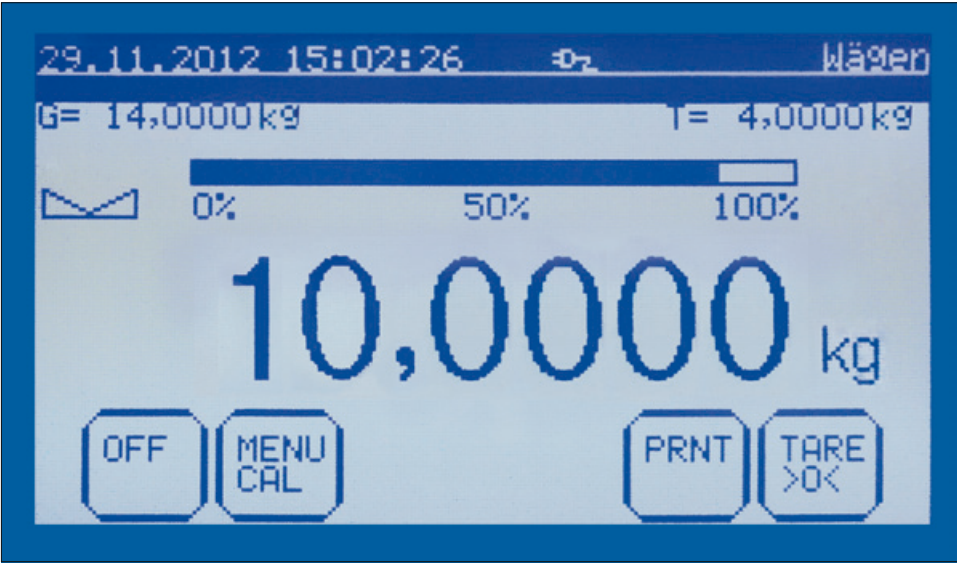 29.11.2012 15:02:26 Wägen
G= 14,0000kg T= 4,0000kg
0% 50% 100%
10,0000 kg
OFF MENU CAL PRNT TARE >0<